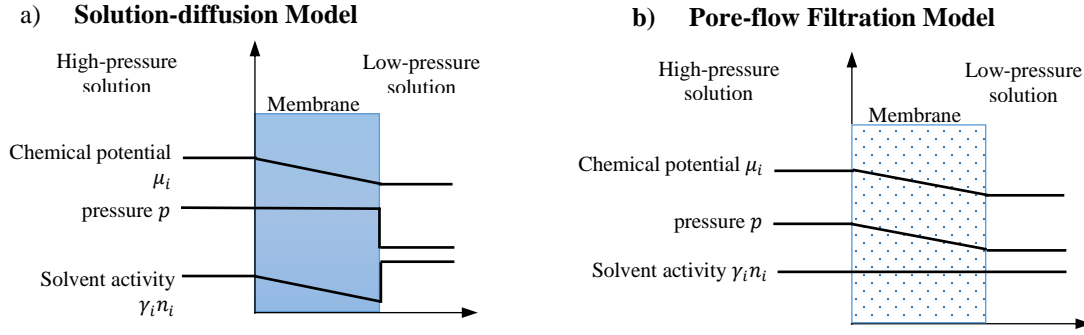 a) Solution-diffusion Model
High-pressure
solution
Low-pressure
solution
Membrane
Chemical potential
μᵢ
pressure p
Solvent activity
γᵢnᵢ
b) Pore-flow Filtration Model
High-pressure
solution
Low-pressure
solution
Membrane
Chemical potential μᵢ
pressure p
Solvent activity γᵢnᵢ